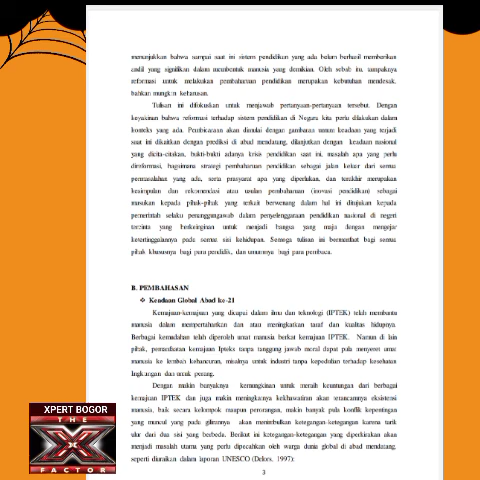 menunjukkan bahwa sampai saat ini sistem pendidikan yang ada belum berhasil memberikan
andil yang signifikan dalam membentuk manusia yang demikian. Oleh sebab itu, tampaknya
reformasi untuk melakukan pembaharuan pendidikan merupakan kebutuhan mendesak,
bahkan mungkin keharusan.
Tulisan ini difokuskan untuk menjawab pertanyaan-pertanyaan tersebut. Dengan
keyakinan bahwa reformasi terhadap sistem pendidikan di Negara kita perlu dilakukan dalam
konteks yang ada. Pembicaraan akan dimulai dengan gambaran umum keadaan yang terjadi
saat ini dikaitkan dengan prediksi di abad mendatang, dilanjutkan dengan keadaan nasional
yang dicita-citakan, bukti-bukti adanya krisis pendidikan saat ini, masalah apa yang perlu
direformasi, bagaimana strategi pembaharuan pendidikan sebagai jalan keluar dari semua
permasalahan yang ada, serta prasyarat apa yang diperlukan, dan terakhir merupakan
kesimpulan dan rekomendasi atau usulan pembaharuan (inovasi pendidikan) sebagai
masukan kepada pihak-pihak yang terkait berwenang dalam hal ini ditujukan kepada
pemerintah selaku penanggungjawab dalam penyelenggaraan pendidikan nasional di negeri
tercinta yang berkeinginan untuk menjadi bangsa yang maju dengan mengejar
ketertinggalannya pada semua sisi kehidupan. Semoga tulisan ini bermanfaat bagi semua
pihak khususnya bagi para pendidik, dan umumnya bagi para pembaca.
B. PEMBAHASAN
❖ Keadaan Global Abad ke-21
Kemajuan-kemajuan yang dicapai dalam ilmu dan teknologi (IPTEK) telah membantu
manusia dalam mempertahankan dan atau meningkatkan taraf dan kualitas hidupnya.
Berbagai kemudahan telah diperoleh umat manusia berkat kemajuan IPTEK. Namun di lain
pihak, pemanfaatan kemajuan Ipteks tanpa tanggung jawab moral dapat pula menyeret umat
manusia ke lembah kehancuran, misalnya untuk industri tanpa kepedulian terhadap kesehatan
lingkungan dan untuk perang.
Dengan makin banyaknya kemungkinan untuk meraih keuntungan dari berbagai
kemajuan IPTEK dan juga makin meningkatnya kekhawatiran akan terancamnya eksistensi
manusia, baik secara kelompok maupun perorangan, makin banyak pula konflik kepentingan
yang muncul yang pada gilirannya akan menimbulkan ketegangan-ketegangan karena tarik
ulur dari dua sisi yang berbeda. Berikut ini ketegangan-ketegangan yang diperkirakan akan
menjadi masalah utama yang perlu dipecahkan oleh warga dunia global di abad mendatang,
seperti diuraikan dalam laporan UNESCO (Delors, 1997):
3
XPERT BOGOR
THE
X
FACTOR